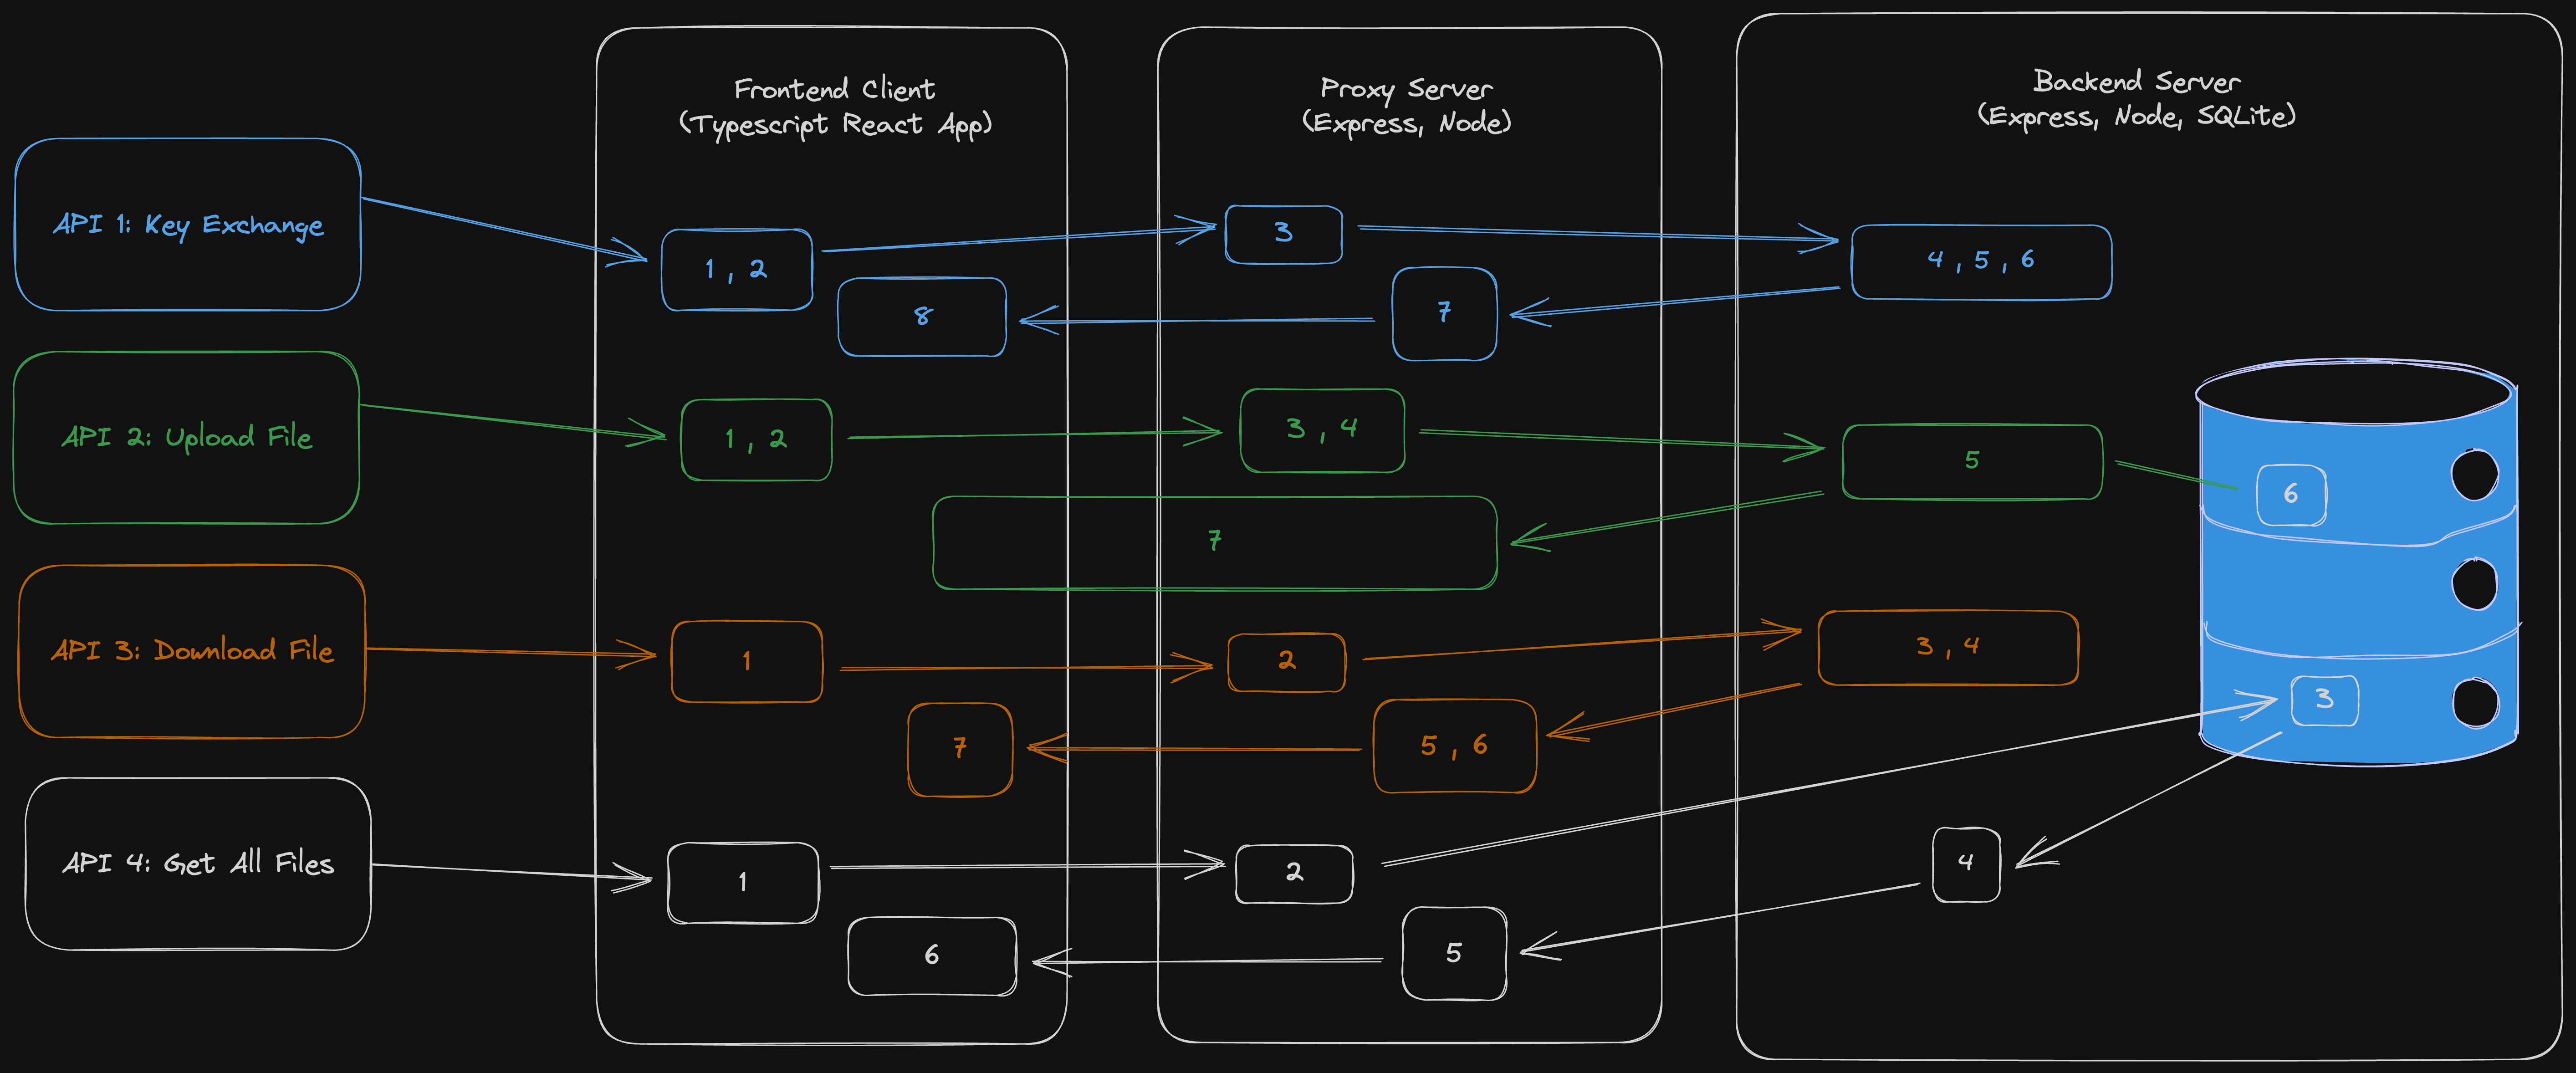 Frontend Client
(Typescript React App)
Proxy Server
(Express, Node)
Backend Server
(Express, Node, SQLite)
API 1: Key Exchange
1 , 2
3
4 , 5 , 6
8
7
API 2: Upload File
1 , 2
3 , 4
5
6
7
API 3: Download File
1
2
3 , 4
7
5 , 6
3
API 4: Get All Files
1
2
4
6
5